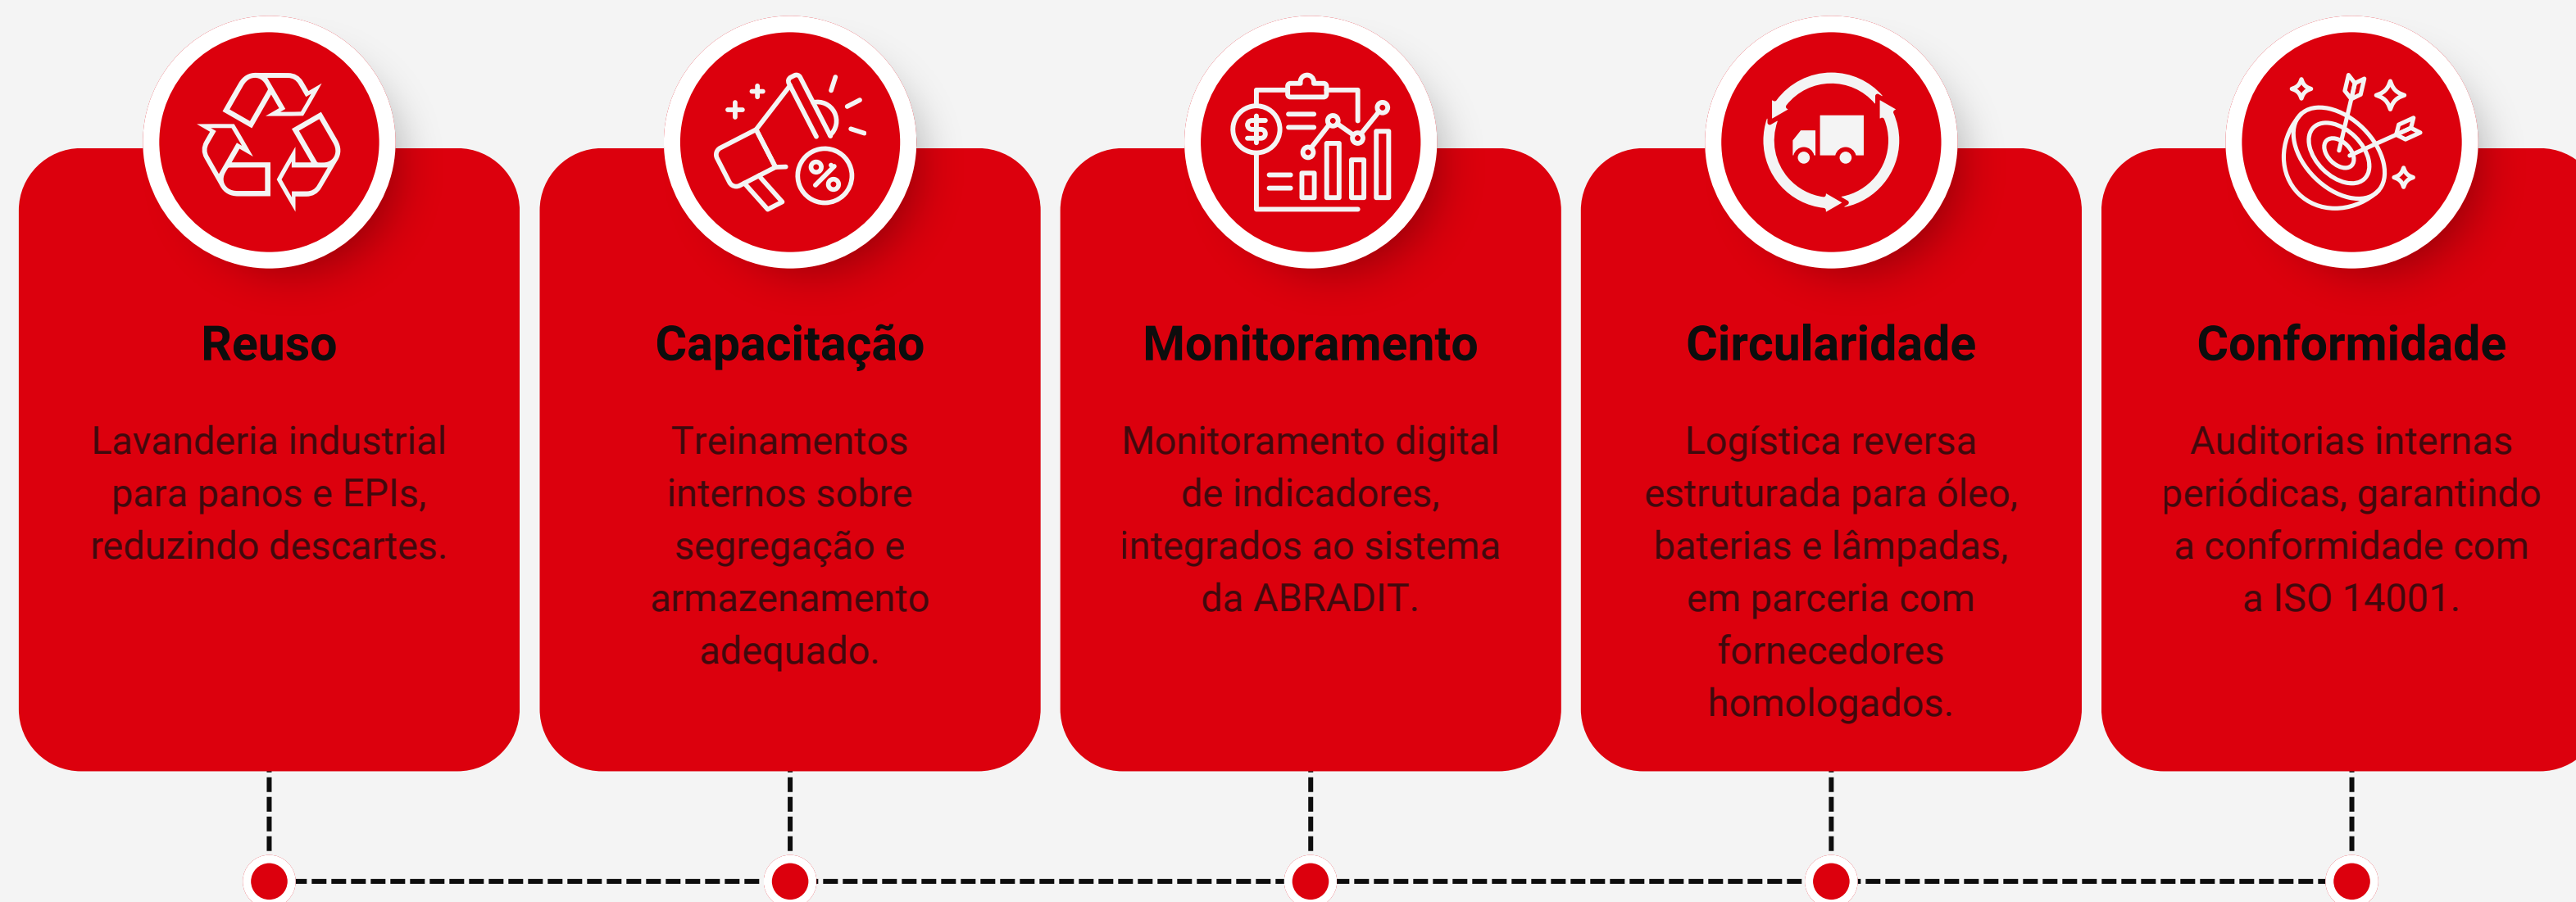 Reuso
Lavanderia industrial
para panos e EPIs,
reduzindo descartes.
Capacitação
Treinamentos
internos sobre
segregação e
armazenamento
adequado.
Monitoramento
Monitoramento digital
de indicadores,
integrados ao sistema
da ABRADIT.
Circularidade
Logística reversa
estruturada para óleo,
baterias e lâmpadas,
em parceria com
fornecedores
homologados.
Conformidade
Auditorias internas
periódicas, garantindo
a conformidade com
a ISO 14001.